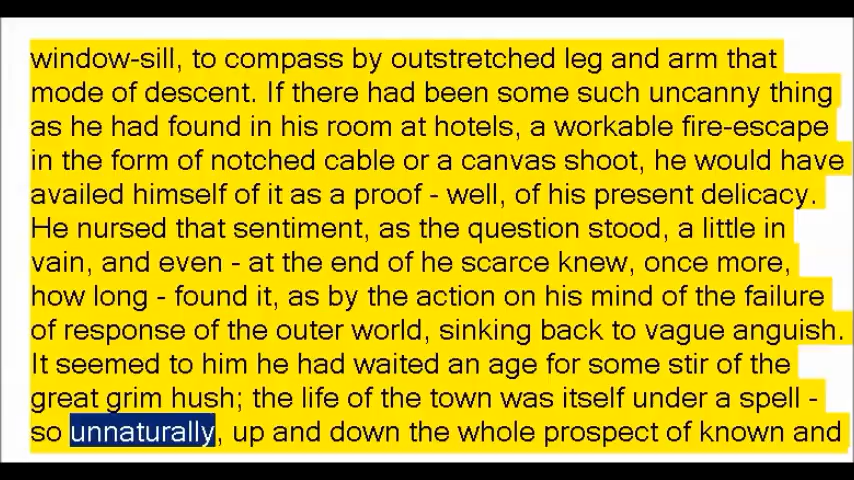 window-sill, to compass by outstretched leg and arm that
mode of descent. If there had been some such uncanny thing
as he had found in his room at hotels, a workable fire-escape
in the form of notched cable or a canvas shoot, he would have
availed himself of it as a proof - well, of his present delicacy.
He nursed that sentiment, as the question stood, a little in
vain, and even - at the end of he scarce knew, once more,
how long - found it, as by the action on his mind of the failure
of response of the outer world, sinking back to vague anguish.
It seemed to him he had waited an age for some stir of the
great grim hush; the life of the town was itself under a spell -
so unnaturally, up and down the whole prospect of known and